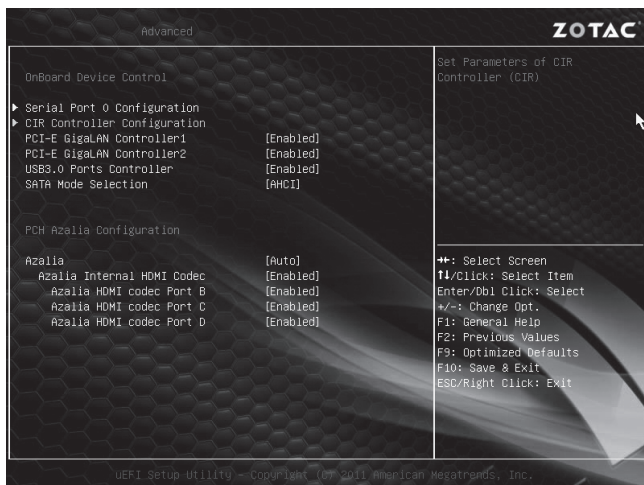 Advanced
ZOTAC
OnBoard Device Control
Serial Port 0 Configuration
CIR Controller Configuration
PCI-E GigaLAN Controller1 [Enabled]
PCI-E GigaLAN Controller2 [Enabled]
USB3.0 Ports Controller [Enabled]
SATA Mode Selection [AHCI]
PCH Azalia Configuration
Azalia [Auto]
Azalia Internal HDMI Codec [Enabled]
Azalia HDMI codec Port B [Enabled]
Azalia HDMI codec Port C [Enabled]
Azalia HDMI codec Port D [Enabled]
Set Parameters of CIR
Controller (CIR)
→←: Select Screen
↑↓/Click: Select Item
Enter/Dbl Click: Select
+/-: Change Opt.
F1: General Help
F2: Previous Values
F9: Optimized Defaults
F10: Save & Exit
ESC/Right Click: Exit
uEFI Setup Utility - Copyright (C) 2011 American Megatrends, Inc.